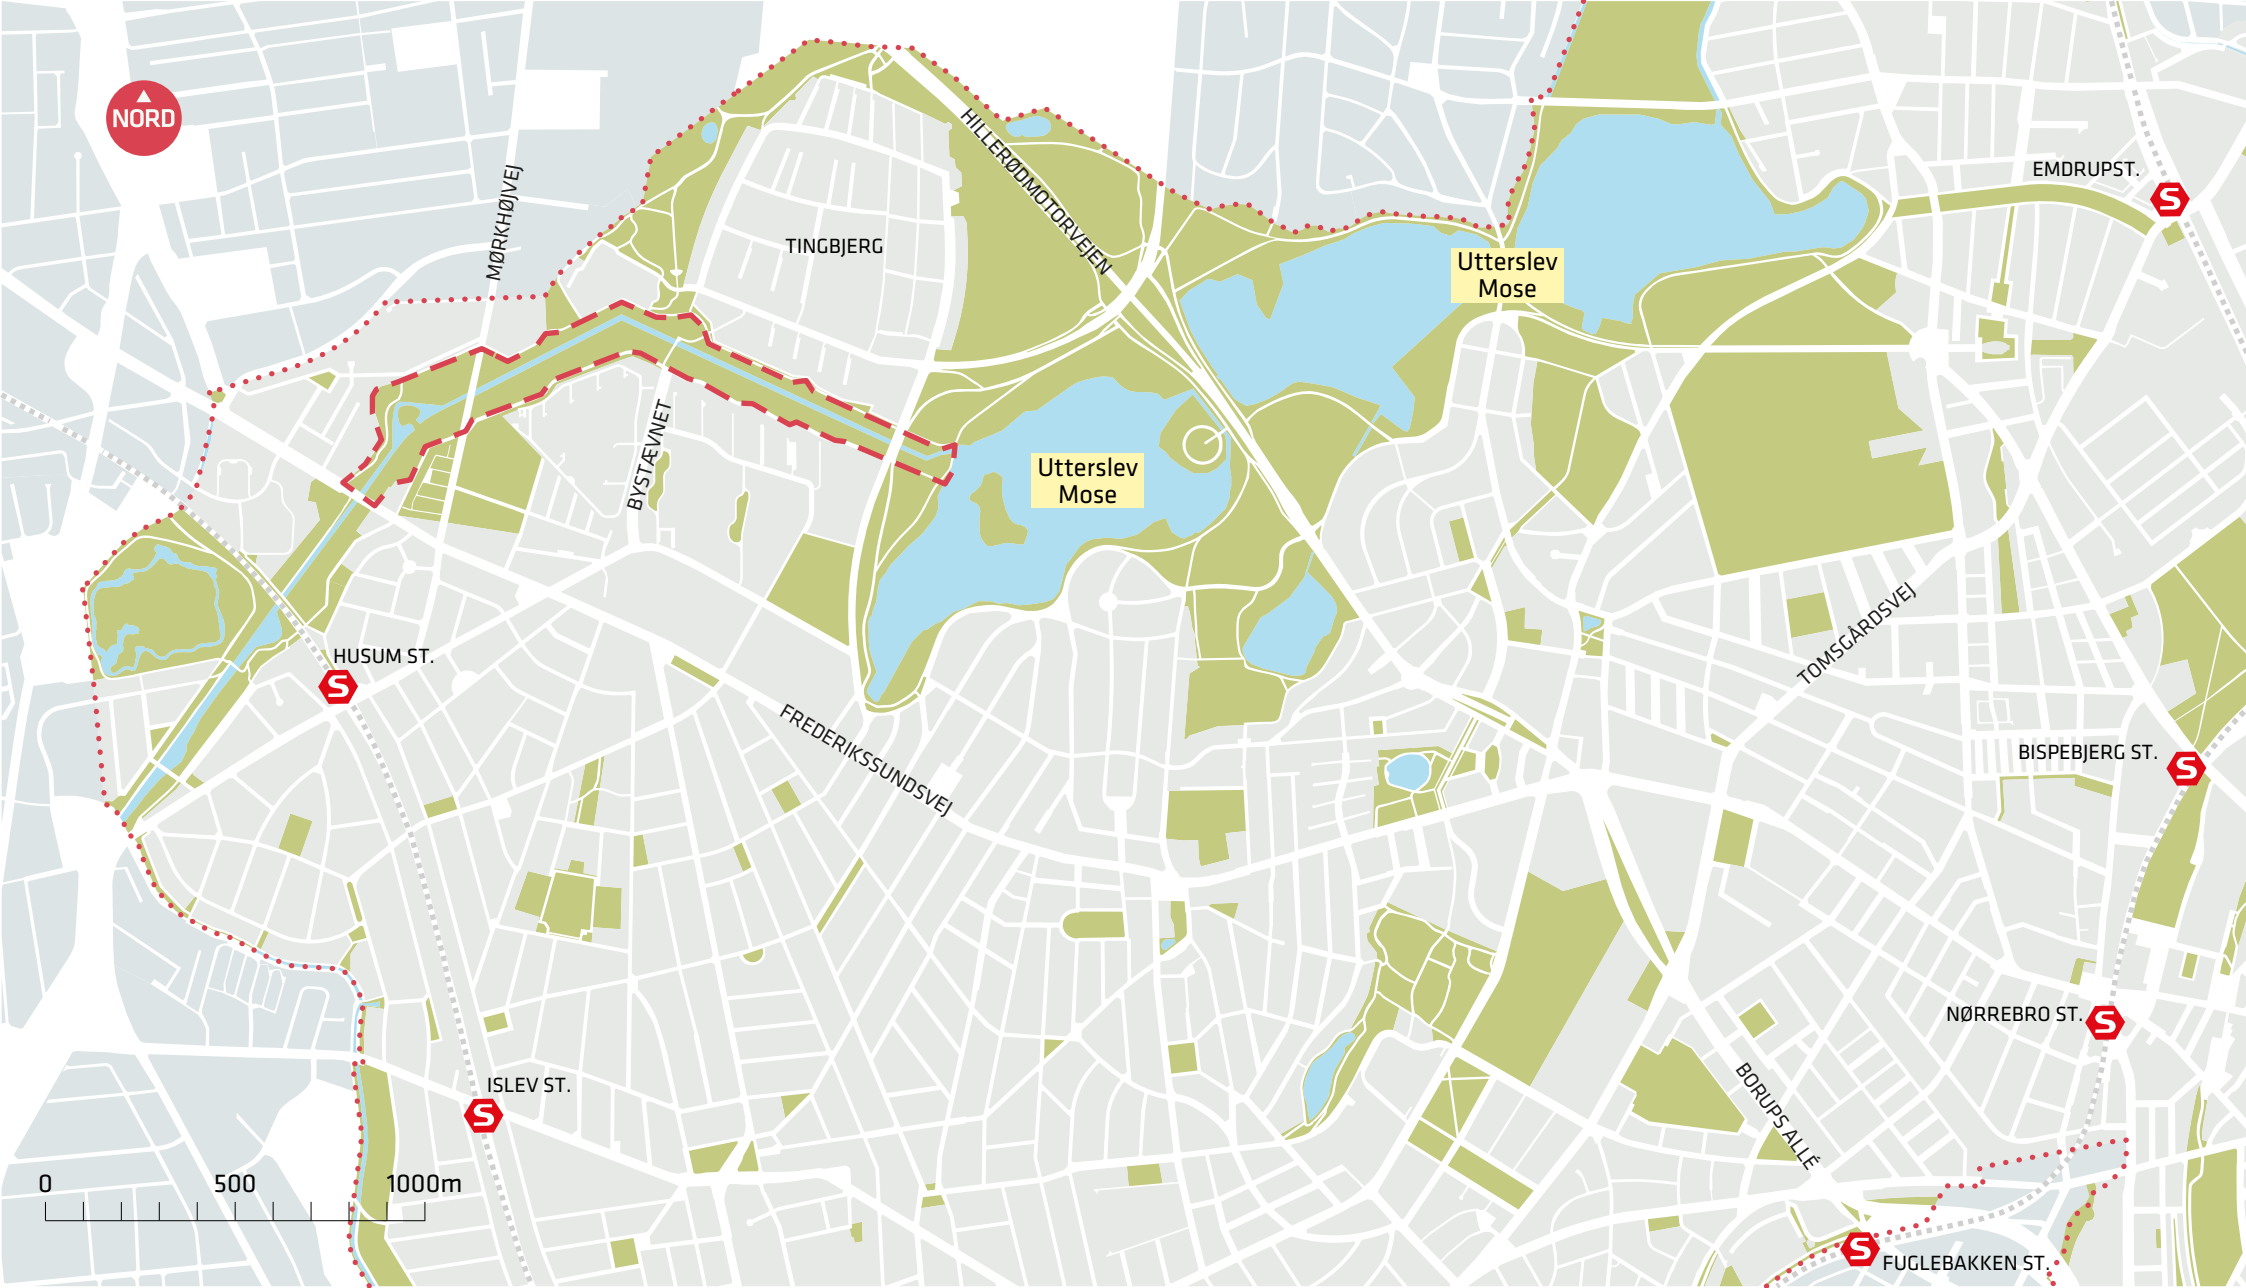 NORD
MØRKHØJVEJ
HILLERØDMOTORVEJEN
EMDRUPST.
S
TINGBJERG
Utterslev
Mose
BYSTÆVNET
Utterslev
Mose
TOMSGÅRDSVEJ
HUSUM ST.
S
FREDERIKSSUNDSVEJ
BISPEBJERG ST.
S
NØRREBRO ST.
S
ISLEV ST.
S
BORUPS ALLÉ
0 500 1000m
S
FUGLEBAKKEN ST.